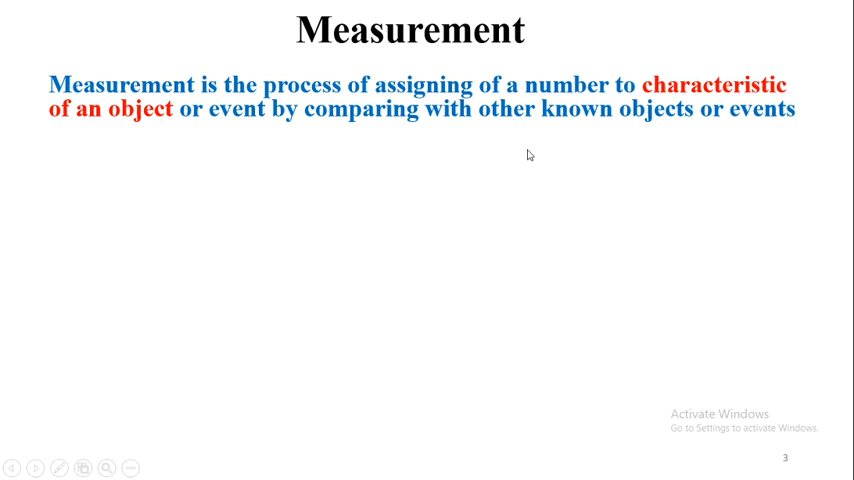 Measurement
Measurement is the process of assigning of a number to characteristic
of an object or event by comparing with other known objects or events
Activate Windows
Go to Settings to activate Windows.
3